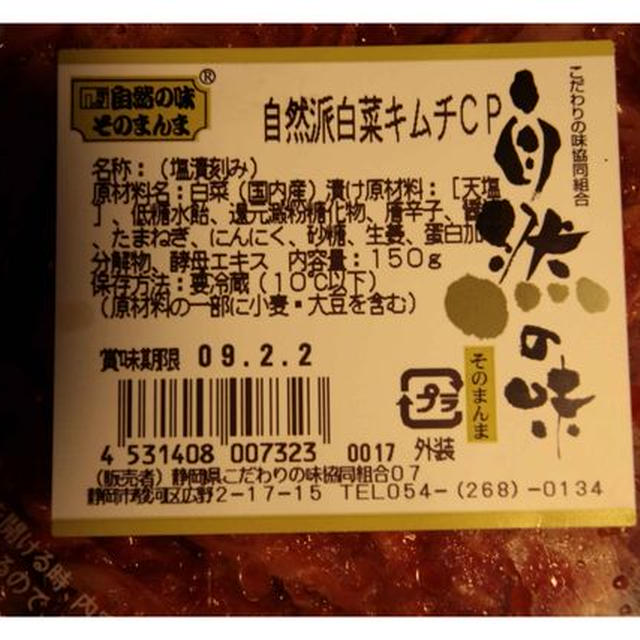 自然の味
そのまんま
®
自然派白菜キムチCP
こだわりの味協同組合
自然の味
そのまんま
名称：（塩漬刻み）
原材料名：白菜（国内産）漬け原材料：［天塩
］、低糖水飴、還元澱粉糖化物、唐辛子、醤
、たまねぎ、にんにく、砂糖、生姜、蛋白加
分解物、酵母エキス　内容量：150g
保存方法：要冷蔵（10℃以下）
（原材料の一部に小麦・大豆を含む）
賞味期限 09.2.2
プラ
4 531408 007323 0017 外装
（販売者）静岡県こだわりの味協同組合07
静岡市駿河区広野2-17-15 TEL054-(268)-0134
開ける時、内
るので